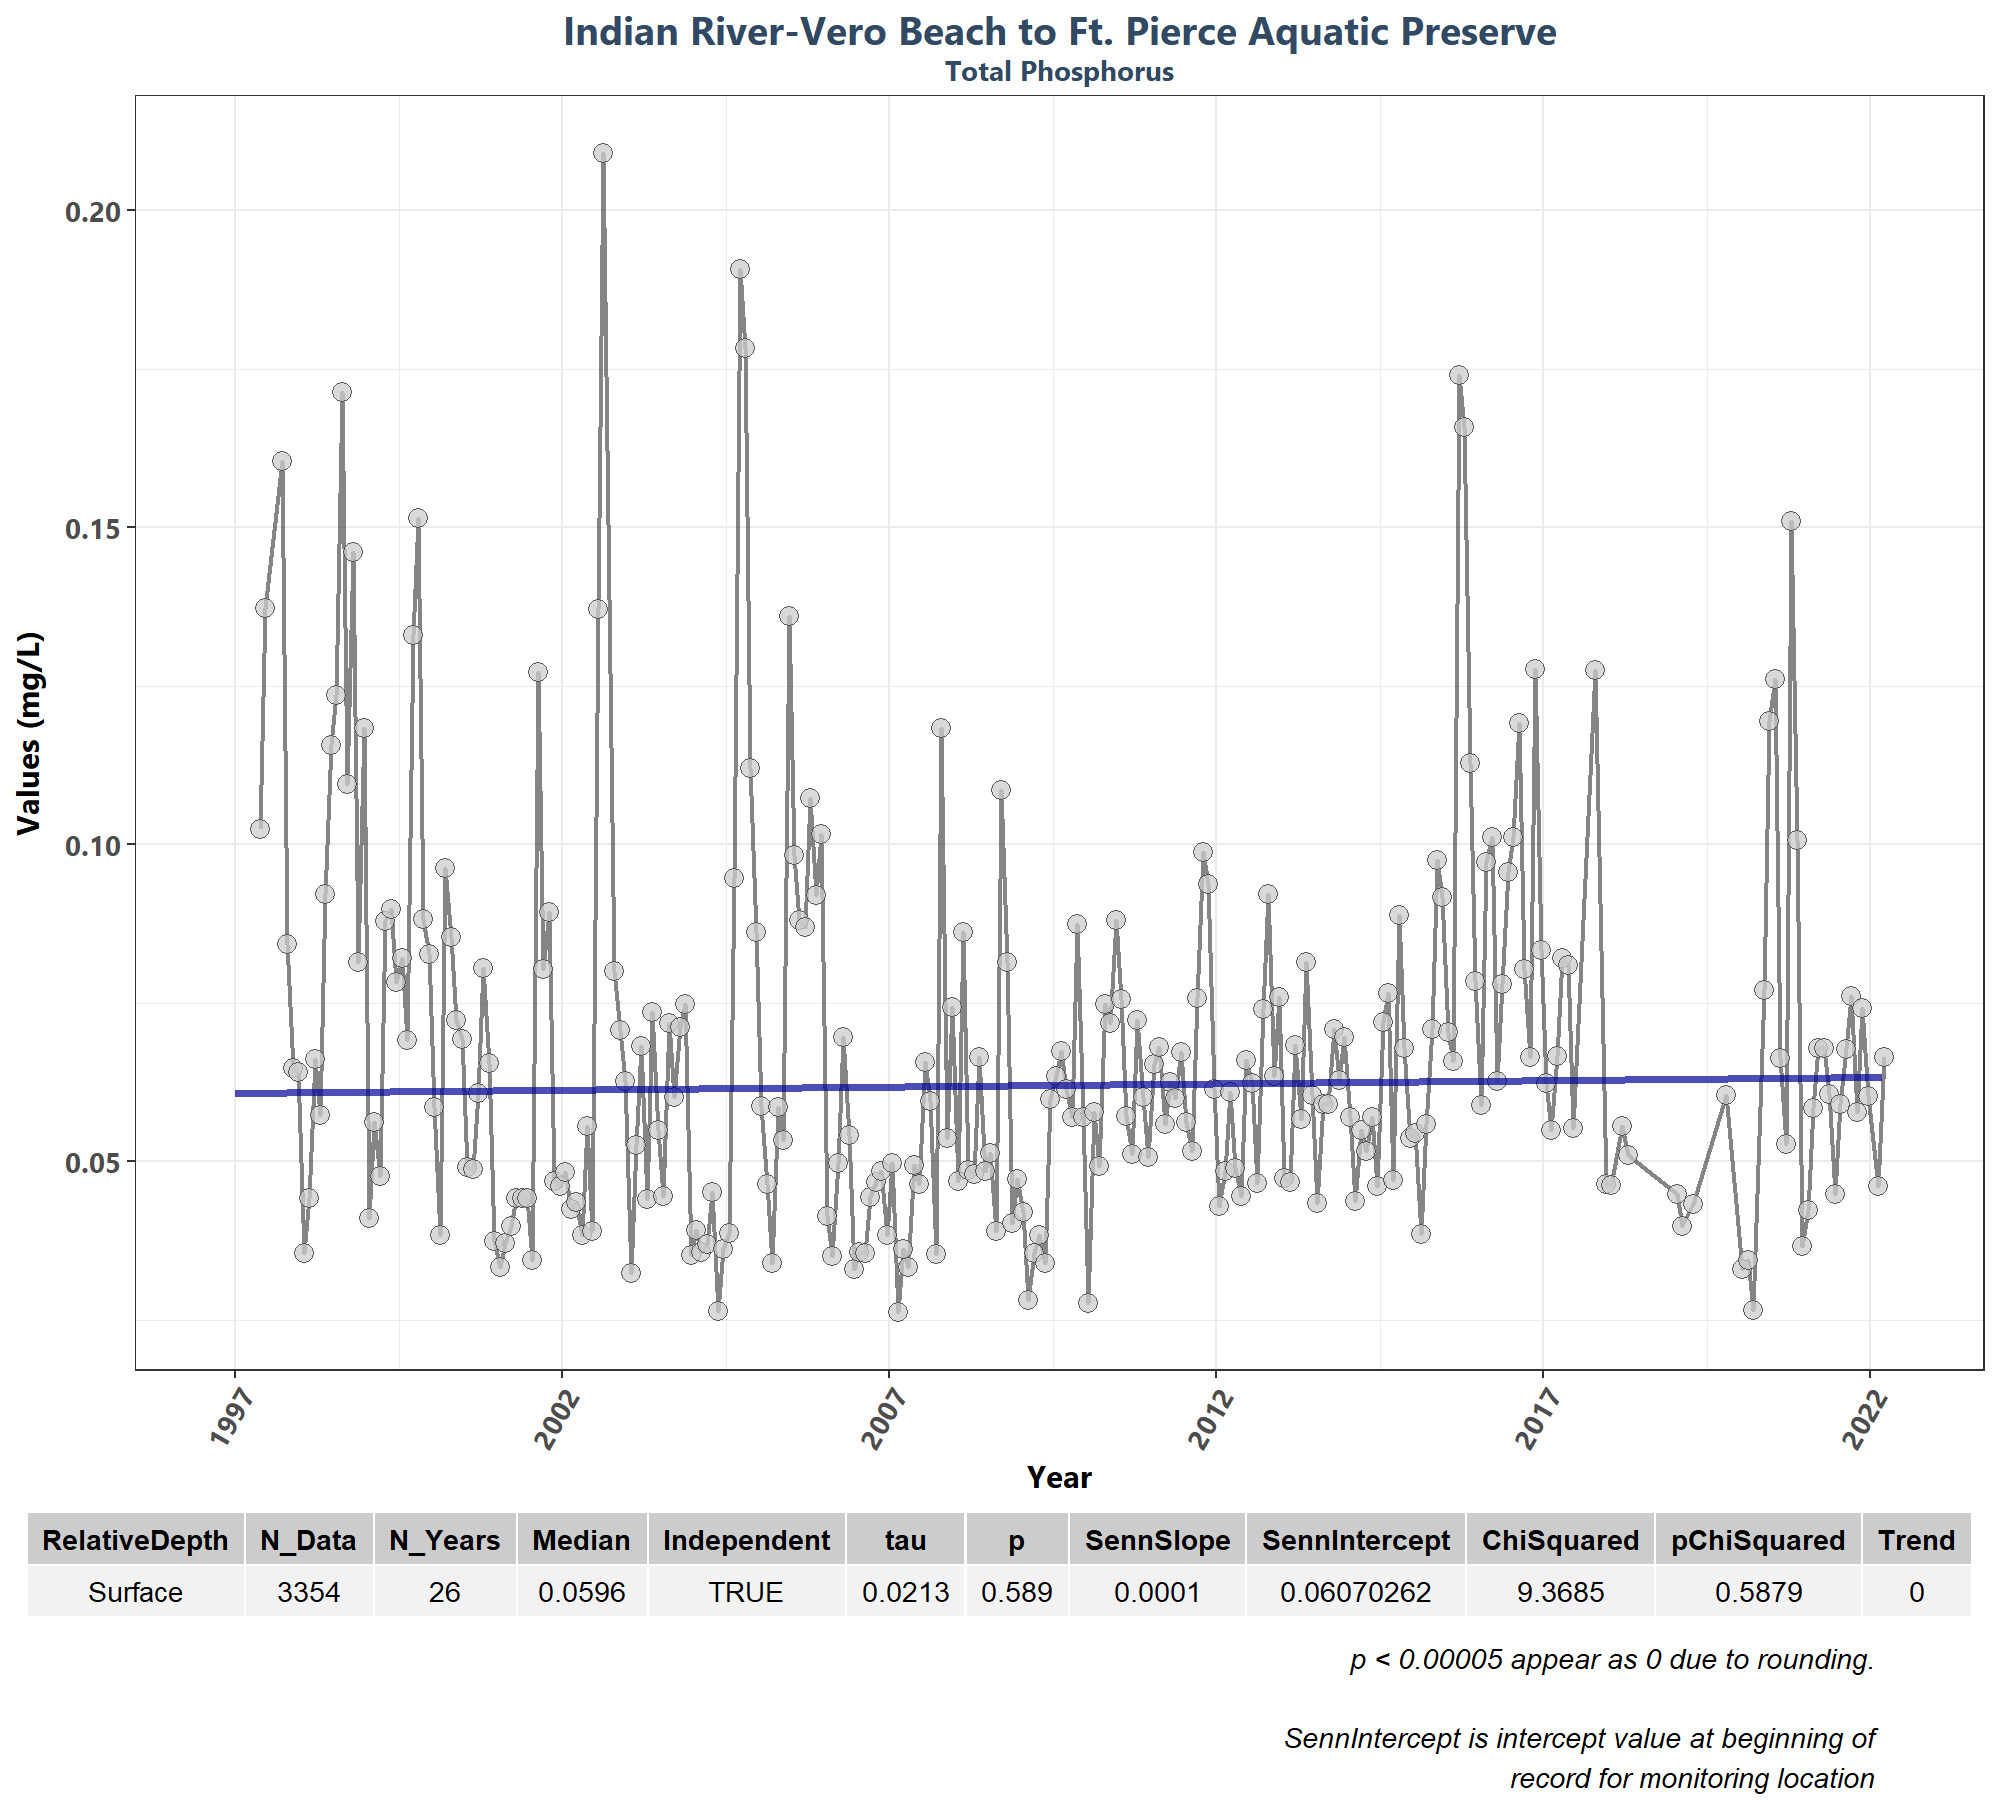 Indian River-Vero Beach to Ft. Pierce Aquatic Preserve
Total Phosphorus
Values (mg/L)
0.20
0.15
0.10
0.05
1997 2002 2007 2012 2017 2022
Year
RelativeDepth N_Data N_Years Median Independent tau p SennSlope SennIntercept ChiSquared pChiSquared Trend
Surface 3354 26 0.0596 TRUE 0.0213 0.589 0.0001 0.06070262 9.3685 0.5879 0
p < 0.00005 appear as 0 due to rounding.
SennIntercept is intercept value at beginning of
record for monitoring location